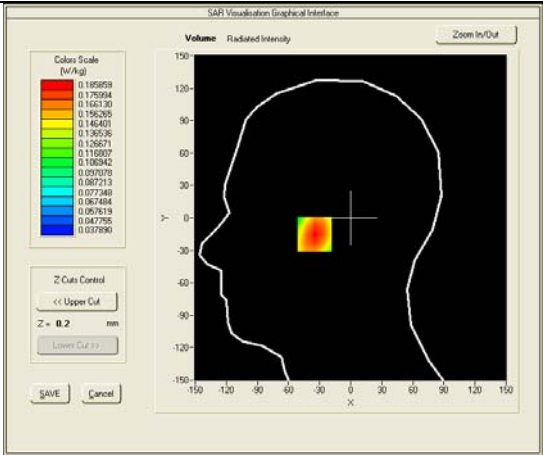 SAR Visualisation Graphical Interface
Volume Radiated Intensity
Zoom In/Out
Colors Scale
(W/kg)
0.185859
0.175994
0.166130
0.156265
0.146401
0.136536
0.126671
0.116807
0.106942
0.097078
0.087213
0.077348
0.067484
0.057619
0.047755
0.037890
Z-Cuts Control
<< Upper Cut
Z = 0.2 mm
Lower Cut >>
SAVE Cancel
150
120
90
60
30
0
-30
-60
-90
-120
-150
Y
-150 -120 -90 -60 -30 0 30 60 90 120 150
X